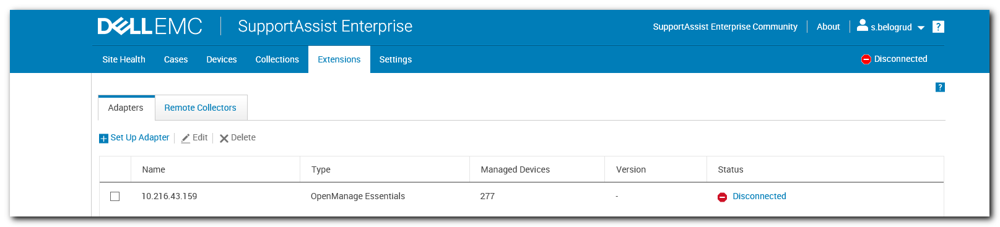 DELLEMC SupportAssist Enterprise SupportAssist Enterprise Community About s.belogrud ?
Site Health Cases Devices Collections Extensions Settings Disconnected
?
Adapters Remote Collectors
Set Up Adapter Edit Delete
Name Type Managed Devices Version Status
10.216.43.159 OpenManage Essentials 277 - Disconnected